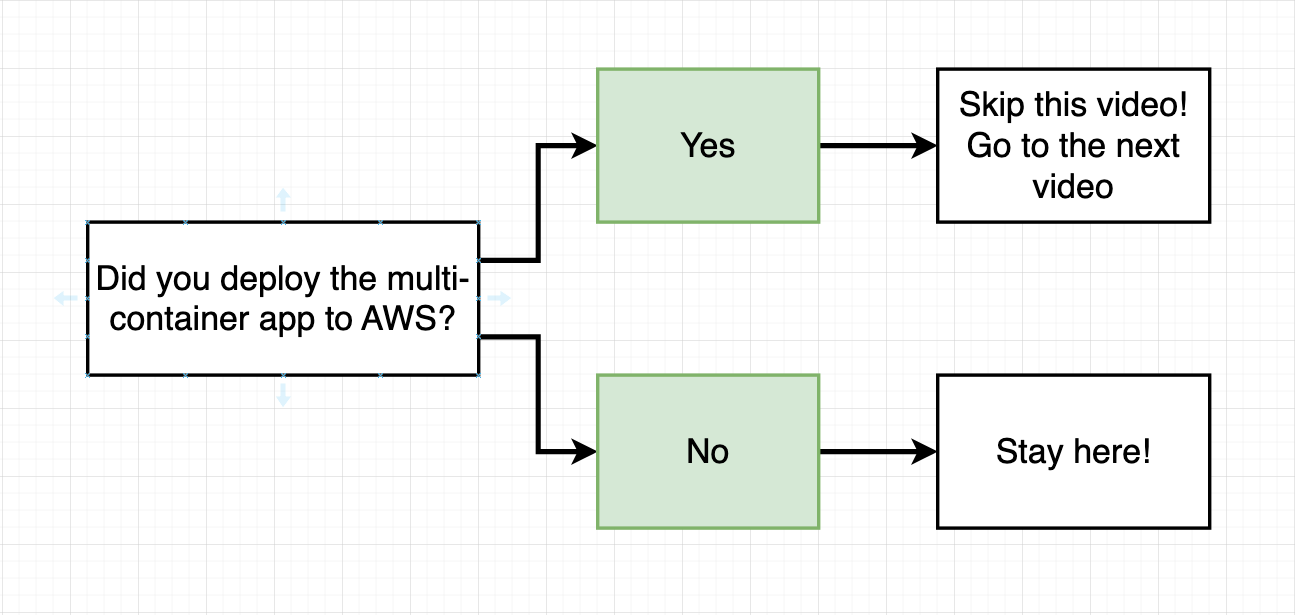 Did you deploy the multi-
container app to AWS?
Yes
Skip this video!
Go to the next
video
No
Stay here!